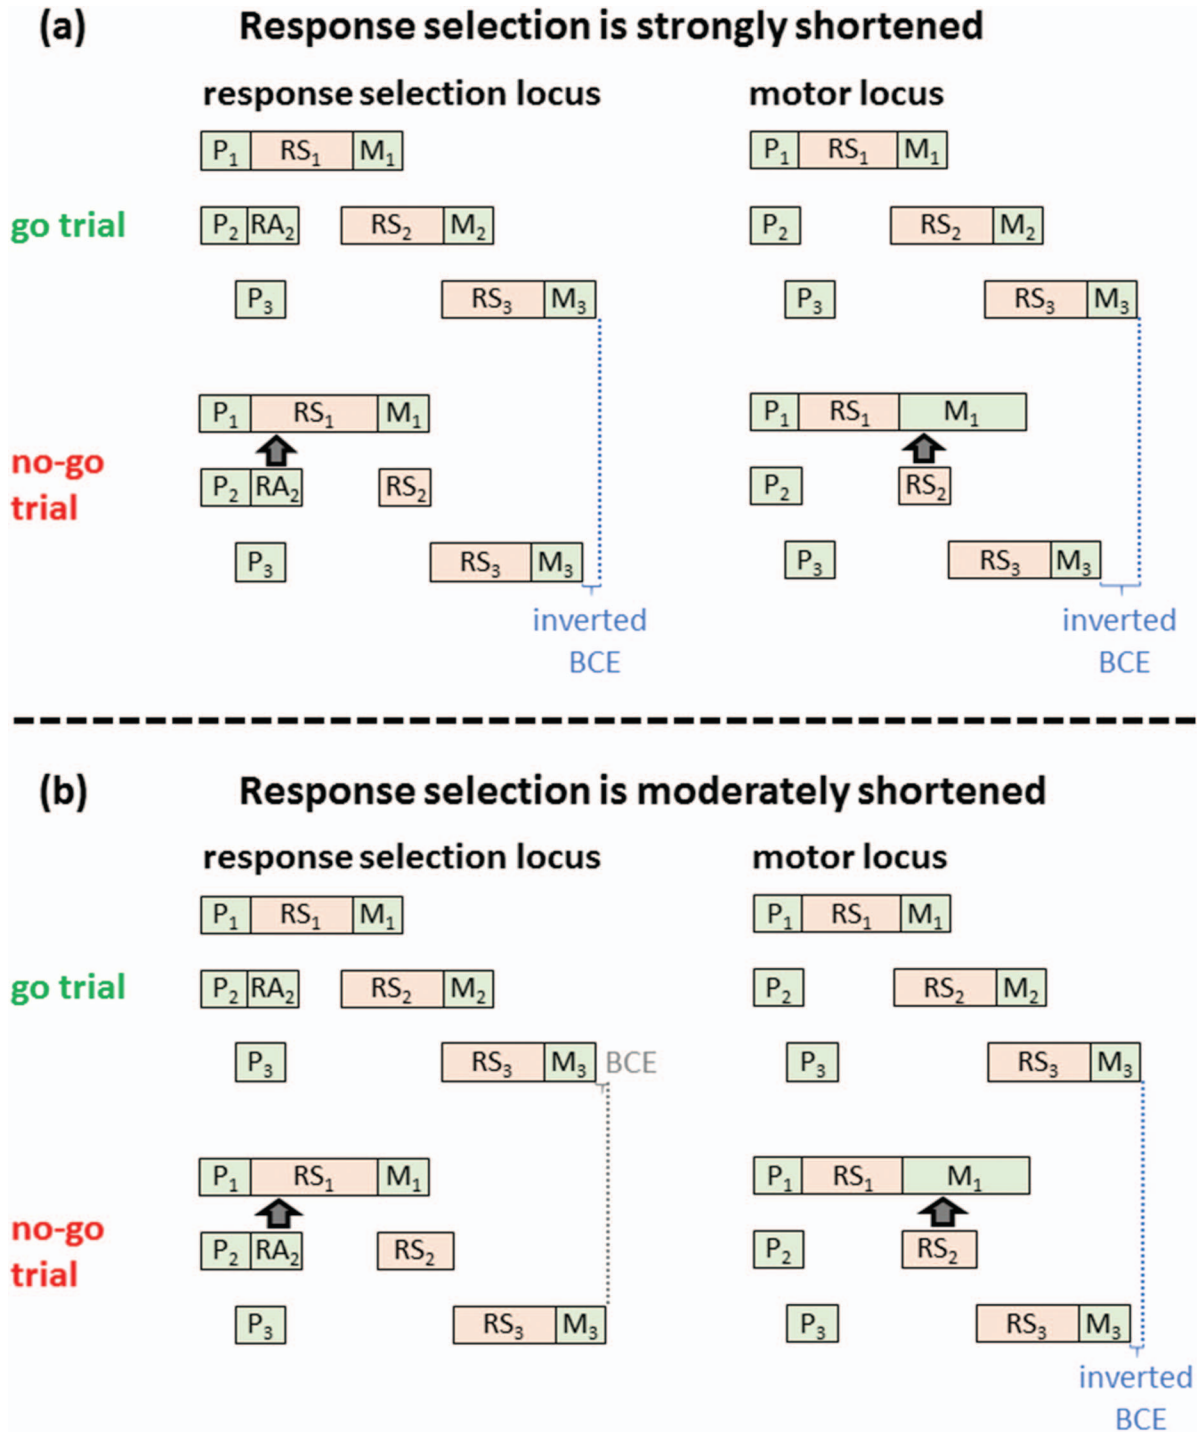 (a) Response selection is strongly shortened
response selection locus motor locus
P1 RS1 M1 P1 RS1 M1
go trial P2 RA2 RS2 M2 P2 RS2 M2
P3 RS3 M3 P3 RS3 M3
P1 RS1 M1 P1 RS1 M1
no-go
trial
P2 RA2 RS2 P2 RS2
P3 RS3 M3 P3 RS3 M3
inverted inverted
BCE BCE
(b) Response selection is moderately shortened
response selection locus motor locus
P1 RS1 M1 P1 RS1 M1
go trial P2 RA2 RS2 M2 P2 RS2 M2
P3 RS3 M3 BCE P3 RS3 M3
P1 RS1 M1 P1 RS1 M1
no-go
trial
P2 RA2 RS2 P2 RS2
P3 RS3 M3 P3 RS3 M3
inverted
BCE